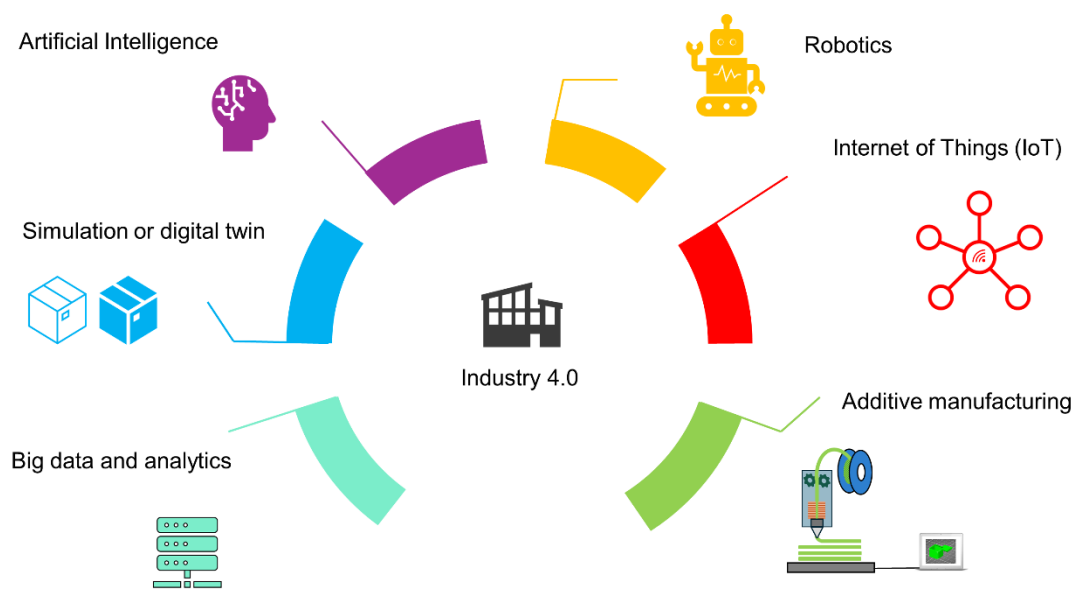 Artificial Intelligence
Robotics
Internet of Things (IoT)
Simulation or digital twin
Industry 4.0
Additive manufacturing
Big data and analytics